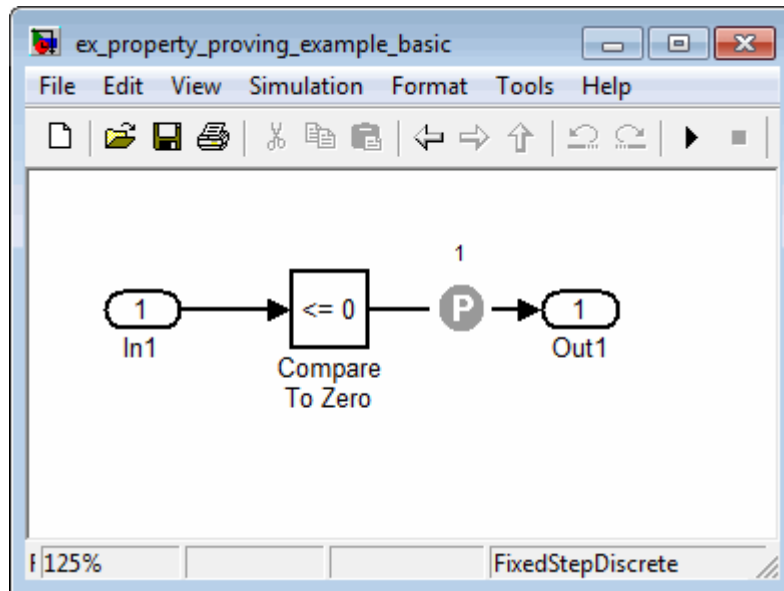 ex_property_proving_example_basic
File Edit View Simulation Format Tools Help
1
1 <= 0 P 1
In1 Compare To Zero Out1
125% FixedStepDiscrete